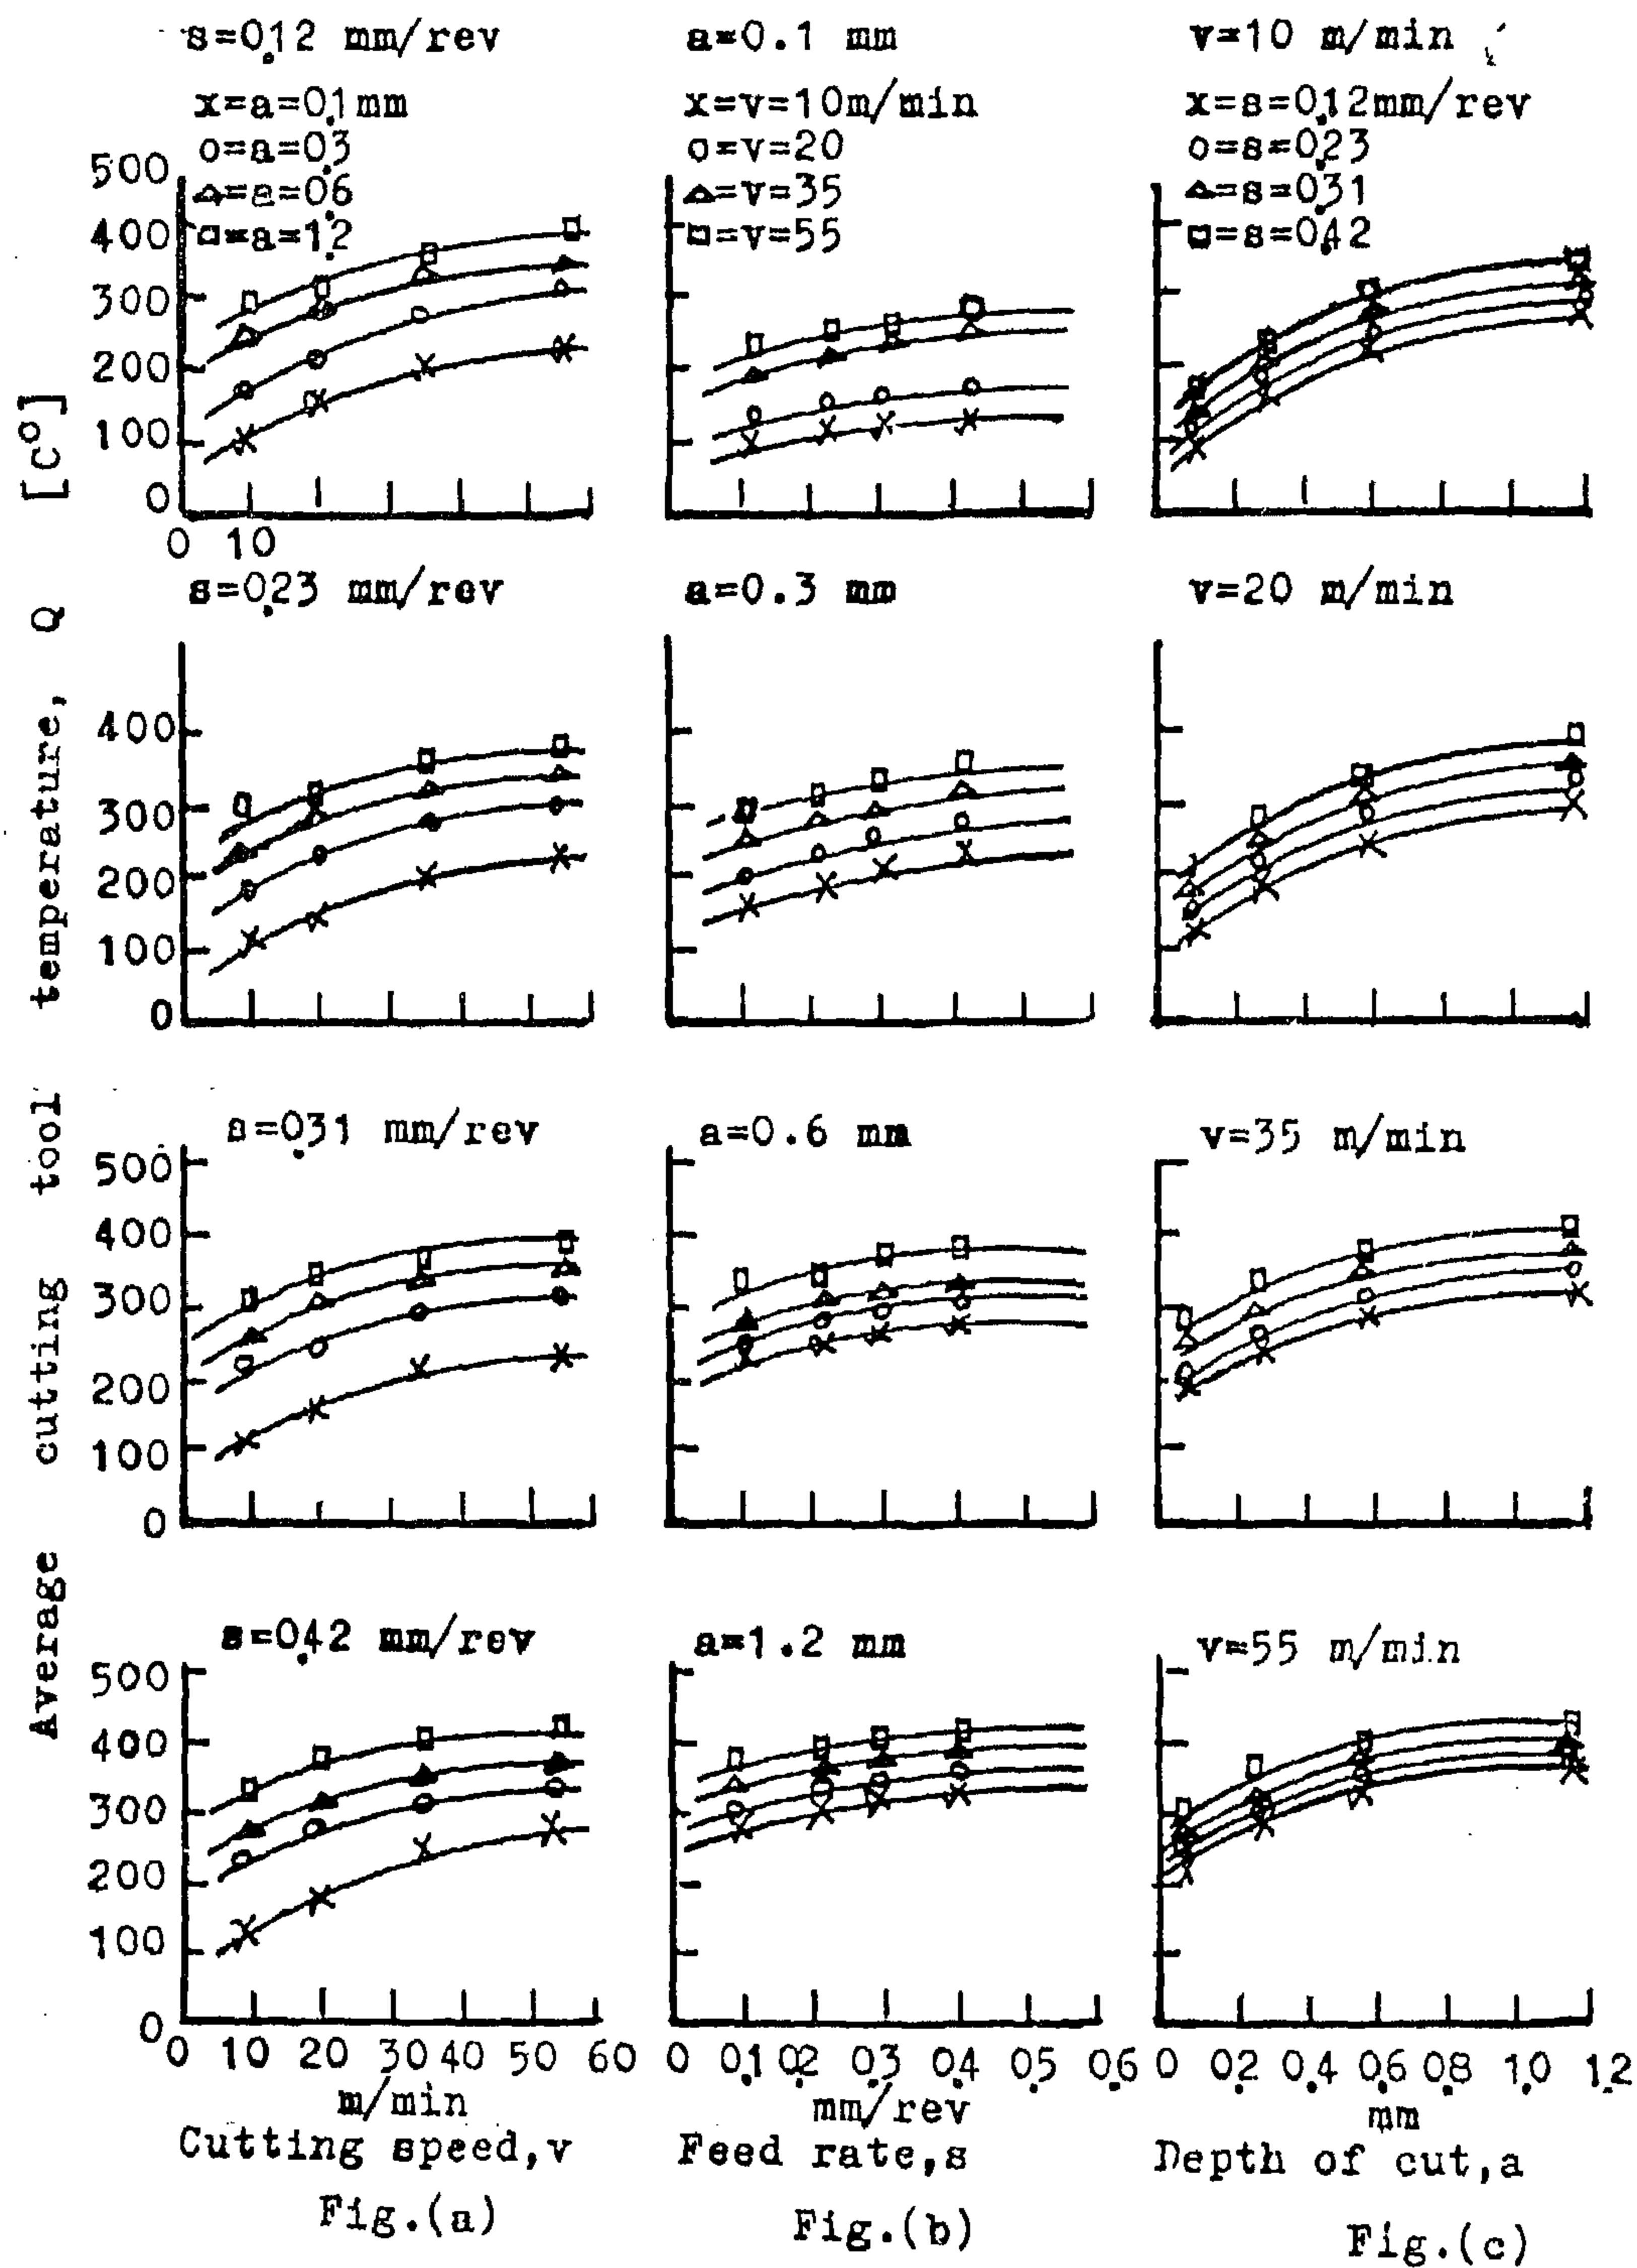 s=0.12 mm/rev
x=a=0.1mm
o=a=0.3
△=a=0.6
□=a=1.2
a=0.1 mm
x=v=10m/min
o=v=20
△=v=35
□=v=55
v=10 m/min
x=s=0.12mm/rev
o=s=0.23
△=s=0.31
□=s=0.42
500
400
300
200
100
0
0 10
s=0.23 mm/rev
a=0.3 mm
v=20 m/min
400
300
200
100
0
s=0.31 mm/rev
a=0.6 mm
v=35 m/min
500
400
300
200
100
0
s=0.42 mm/rev
a=1.2 mm
v=55 m/min
500
400
300
200
100
0
Average cutting tool temperature, Q [C°]
0 10 20 30 40 50 60
m/min
Cutting speed,v
Fig.(a)
0 0.1 0.2 0.3 0.4 0.5 0.6
mm/rev
Feed rate,s
Fig.(b)
0 0.2 0.4 0.6 0.8 1.0 1.2
mm
Depth of cut,a
Fig.(c)